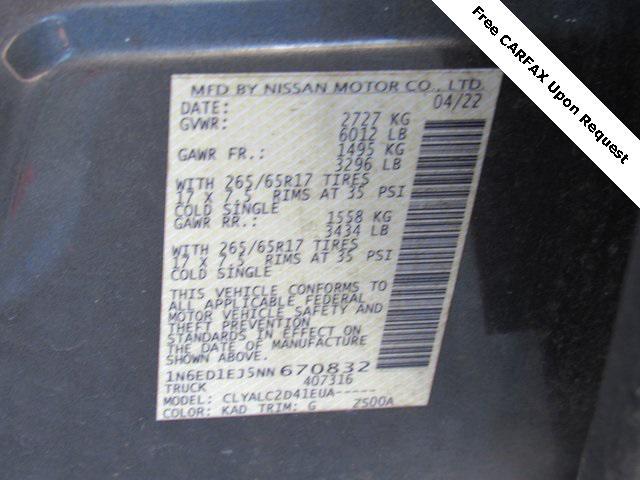 Free CARFAX Upon Request
MFD BY NISSAN MOTOR CO., LTD.
DATE: 04/22
GVWR: 2727 KG
6012 LB
GAWR FR.: 1495 KG
3296 LB
WITH 265/65R17 TIRES
17 X 7.5 RIMS AT 35 PSI
COLD SINGLE
GAWR RR.: 1558 KG
3434 LB
WITH 265/65R17 TIRES
17 X 7.5 RIMS AT 35 PSI
COLD SINGLE
THIS VEHICLE CONFORMS TO
ALL APPLICABLE FEDERAL
MOTOR VEHICLE SAFETY AND
THEFT PREVENTION
STANDARDS IN EFFECT ON
THE DATE OF MANUFACTURE
SHOWN ABOVE.
1N6ED1EJ5NN670832
TRUCK 407316
MODEL: CLYALC2D41EUA-----
COLOR: KAD TRIM: G Z500A